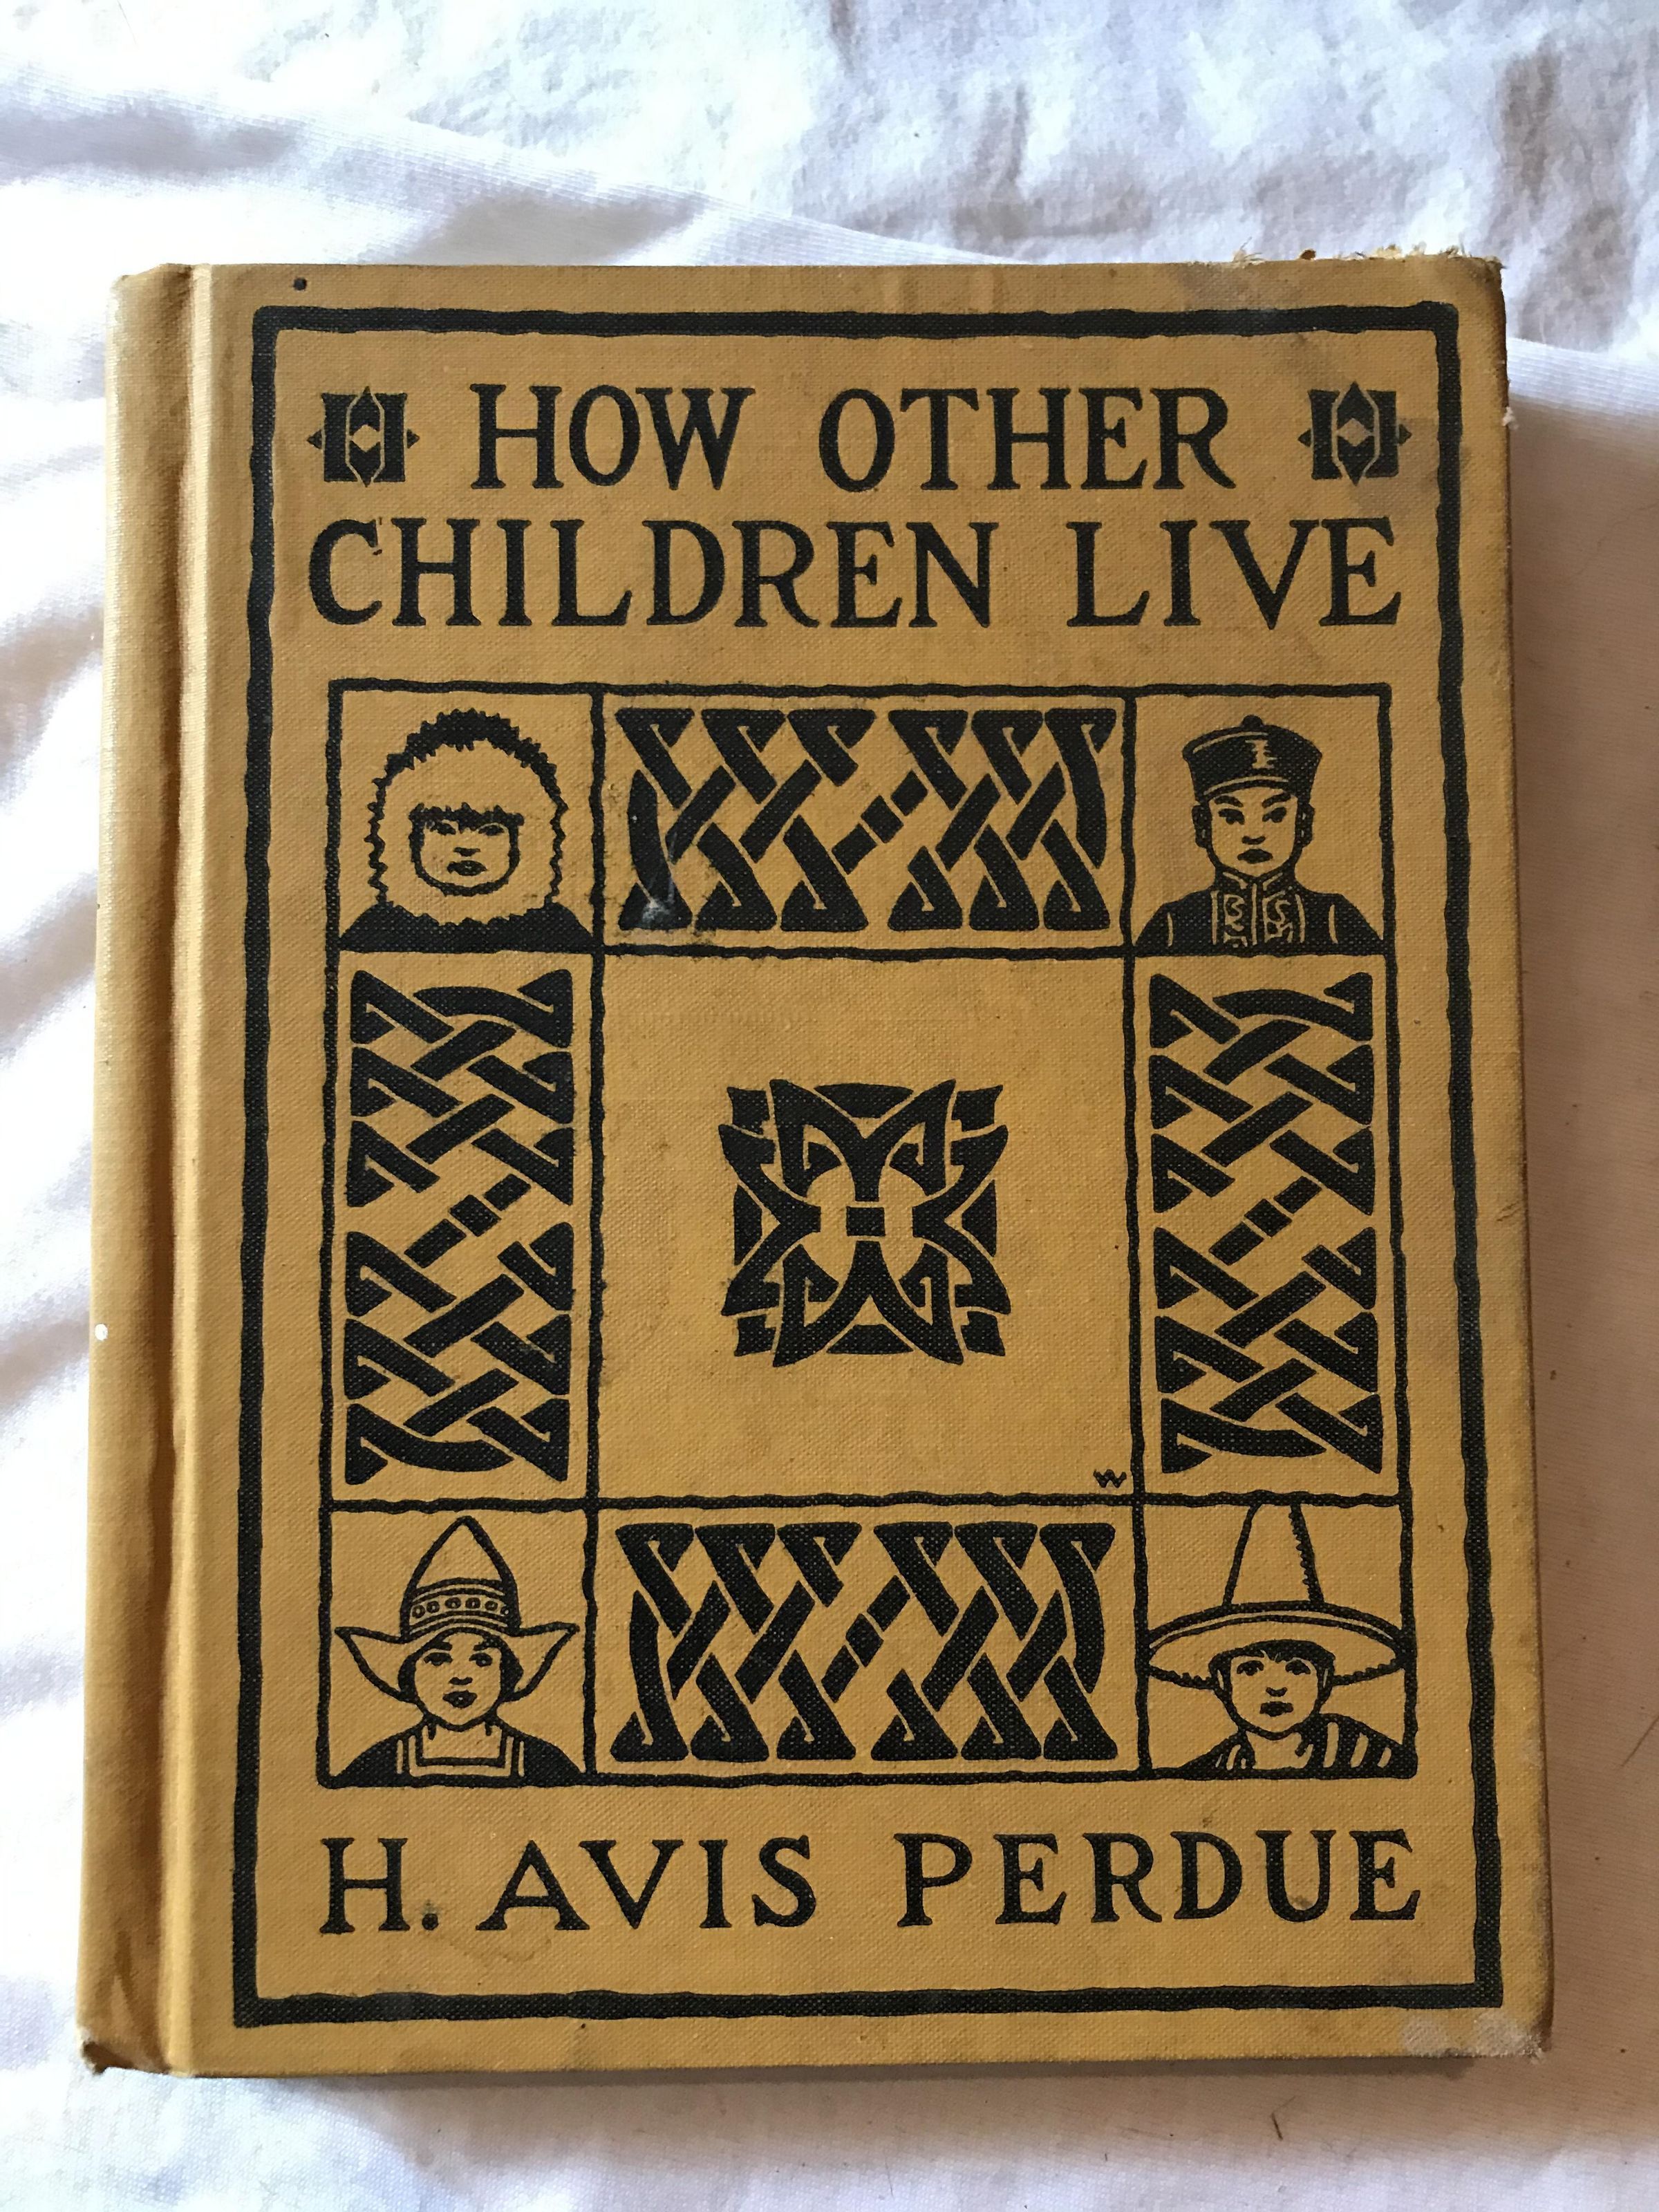 HOW OTHER
CHILDREN LIVE
W
H. AVIS PERDUE